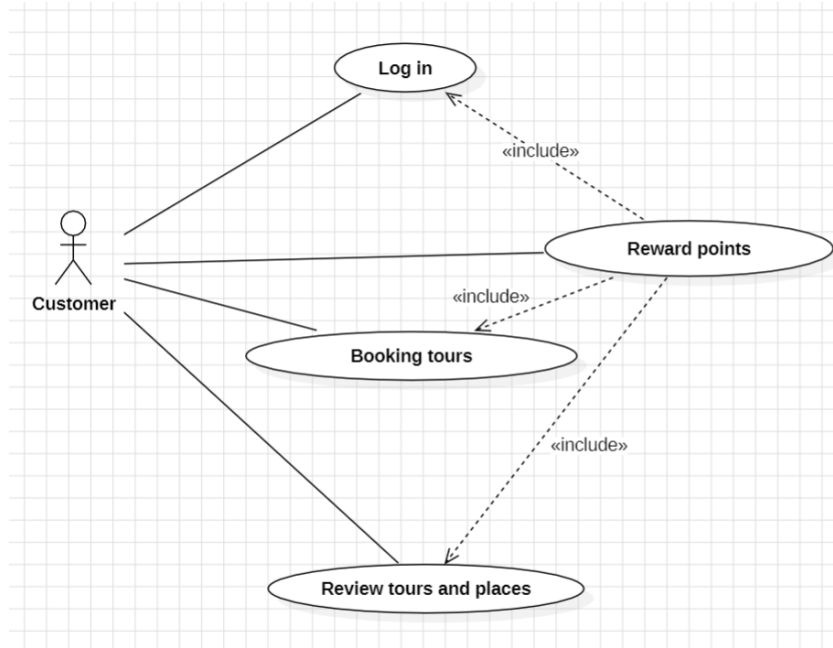 Log in
«include»
Reward points
Customer
«include»
Booking tours
«include»
Review tours and places